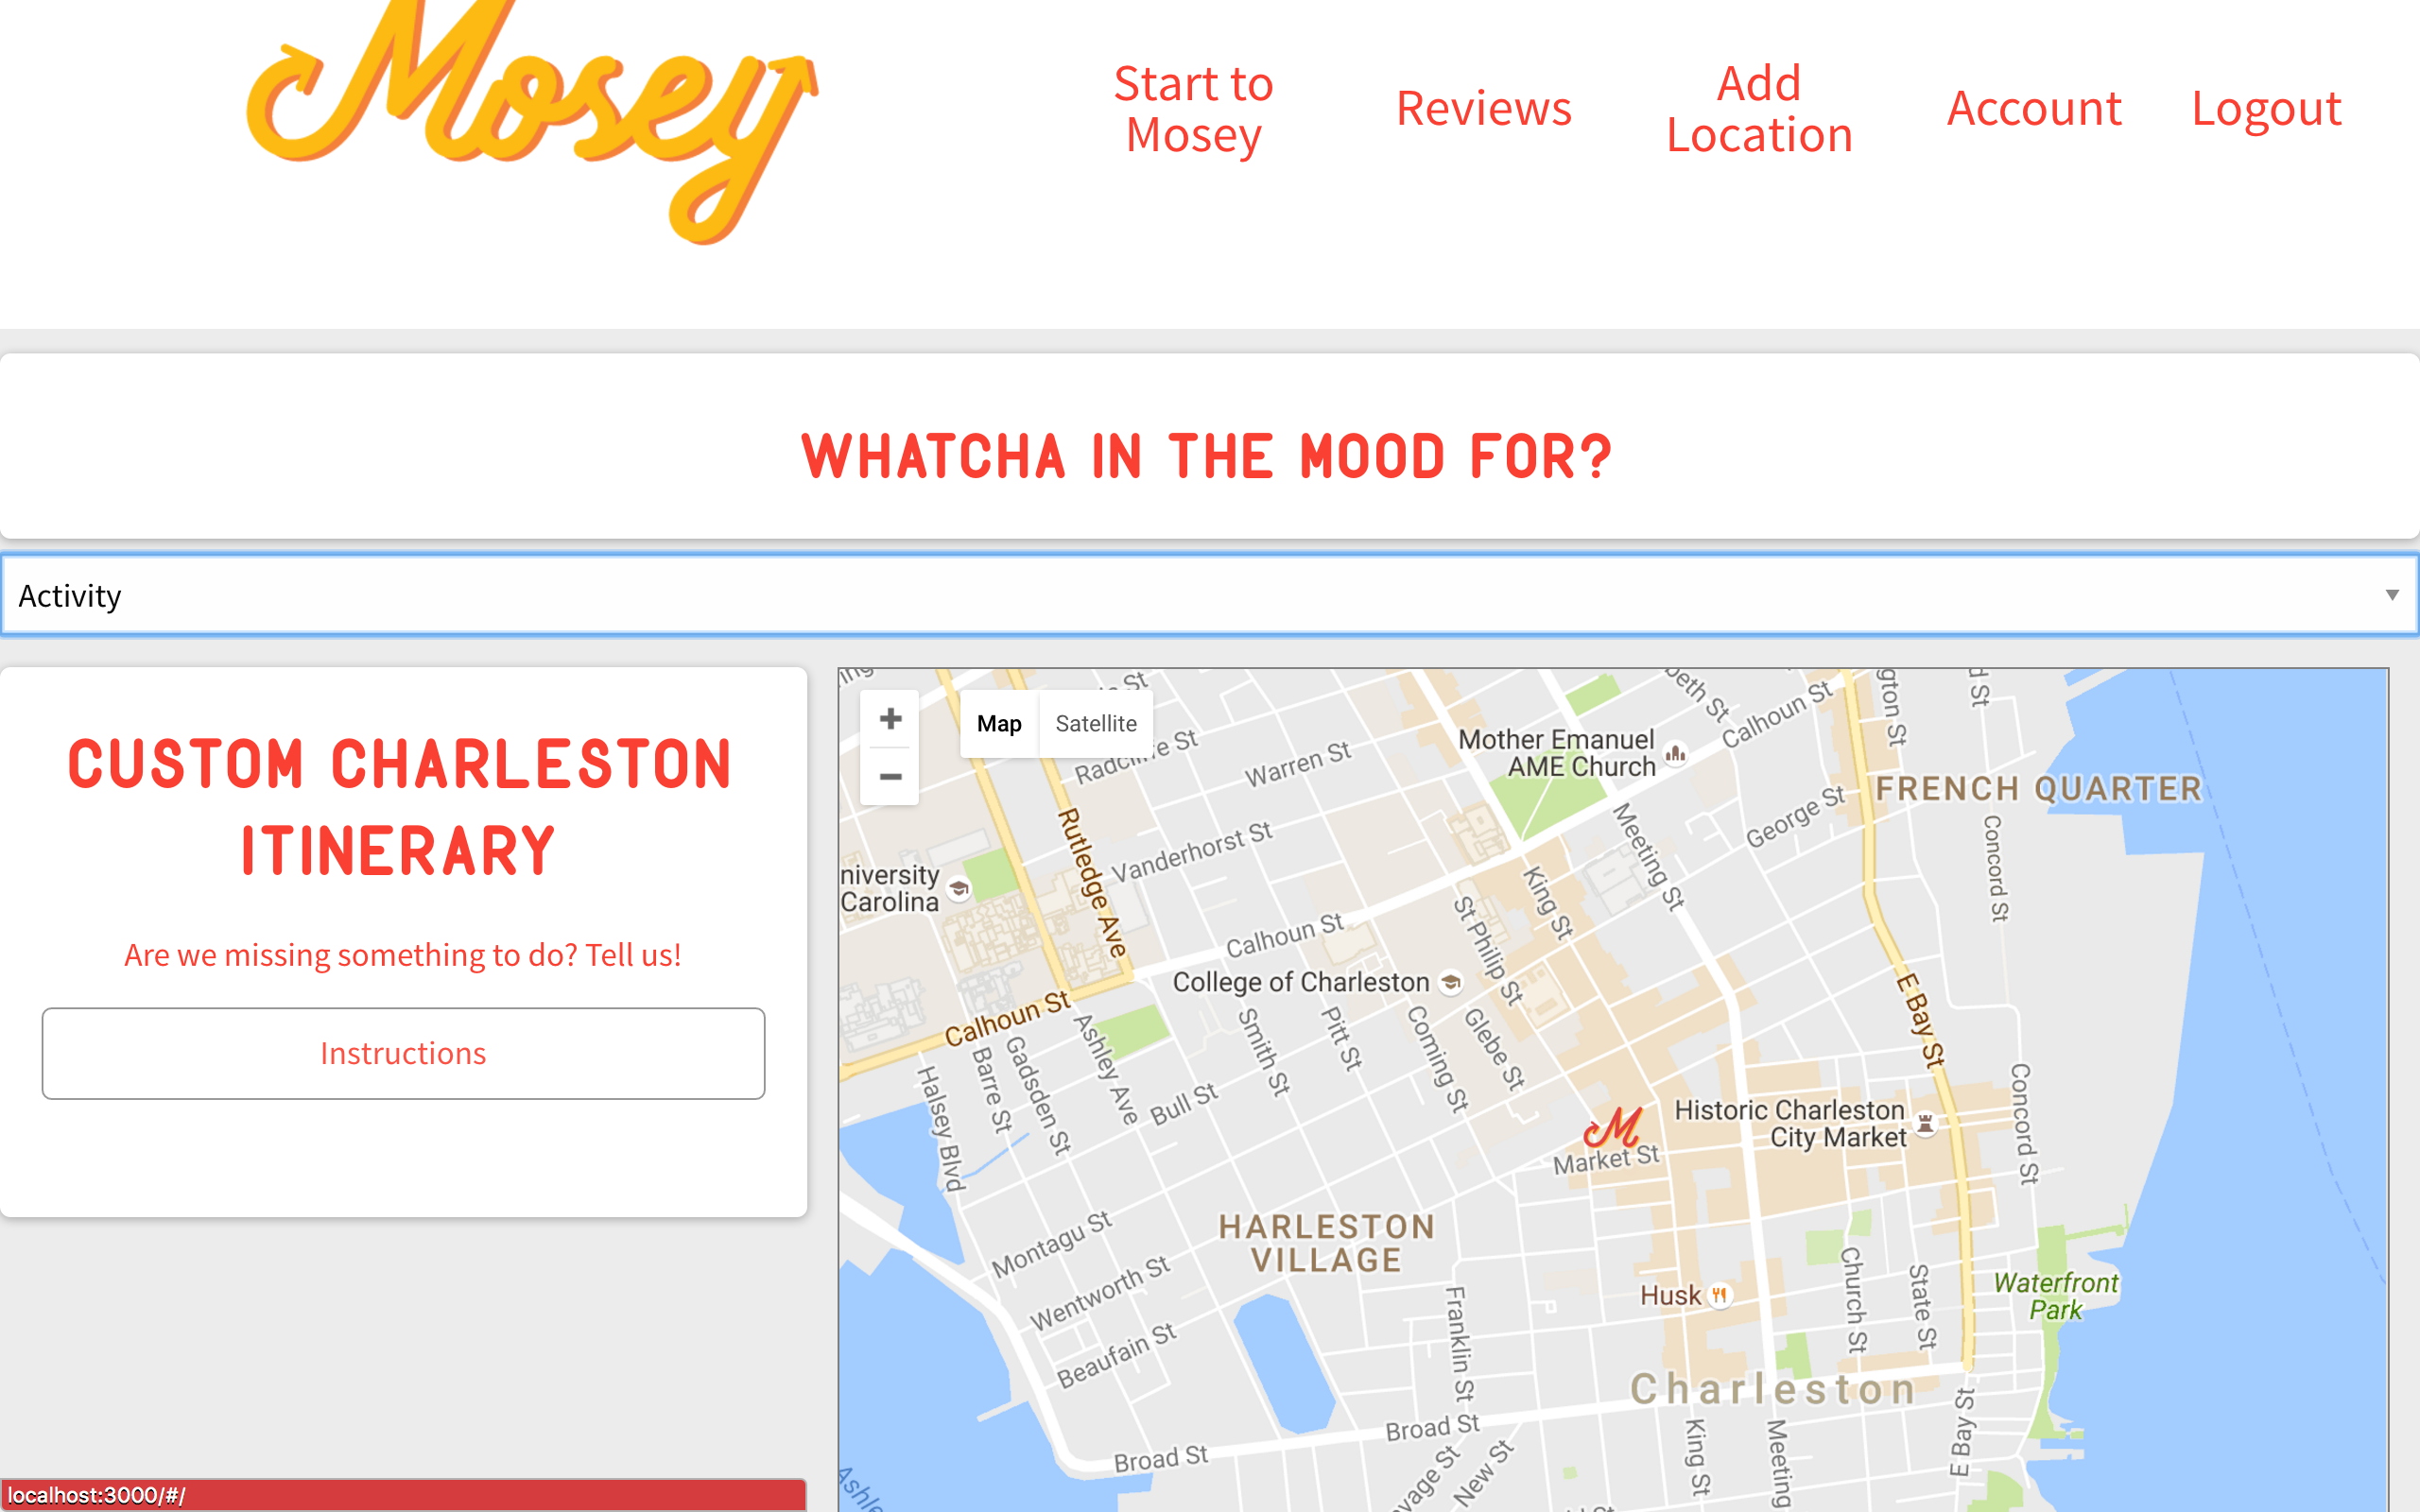 Mosey
Start to
Mosey
Reviews
Add
Location
Account
Logout
WHATCHA IN THE MOOD FOR?
Activity
CUSTOM CHARLESTON
ITINERARY
Are we missing something to do? Tell us!
Instructions
+
−
Map
Satellite
Warren St
Mother Emanuel
AME Church
Calhoun St
FRENCH QUARTER
George St
Meeting St
Concord St
Rutledge Ave
Vanderhorst St
niversity
Carolina
King St
St Philip St
Calhoun St
College of Charleston
E Bay St
Calhoun St
Ashley Ave
Smith St
Pitt St
Coming St
Glebe St
Halsey Blvd
Barre St
Gadsden St
Bull St
Concord St
Historic Charleston
City Market
M
Market St
Montagu St
HARLESTON
VILLAGE
Wentworth St
Husk
Church St
State St
Waterfront
Park
Beaufain St
Franklin St
Charleston
Broad St
Broad St
New St
King St
Meeting
E Bay St
localhost:3000/#/